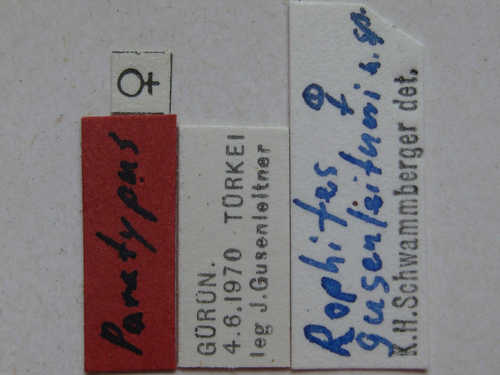 ♀
Paratypus
GÜRÜN.
4.6.1970 TÜRKEI
leg J.Gusenleitner
♀
Rophites
gusenleitneri n. sp.
K.H.Schwammberger det.